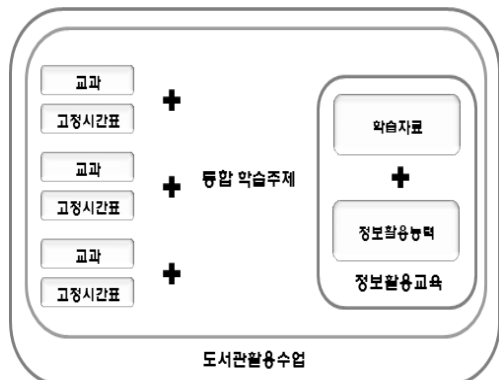 교과
고정시간표
교과
고정시간표
교과
고정시간표
통합 학습주제
학습자료
정보활용능력
정보활용교육
도서관활용수업